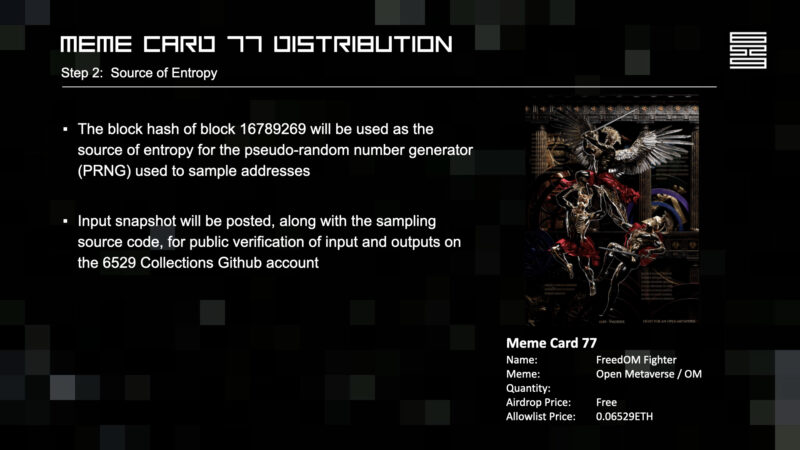 MEME CARD 77 DISTRIBUTION
Step 2: Source of Entropy
▪ The block hash of block 16789269 will be used as the
source of entropy for the pseudo-random number generator
(PRNG) used to sample addresses
▪ Input snapshot will be posted, along with the sampling
source code, for public verification of input and outputs on
the 6529 Collections Github account
Meme Card 77
Name: FreedOM Fighter
Meme: Open Metaverse / OM
Quantity:
Airdrop Price: Free
Allowlist Price: 0.06529ETH